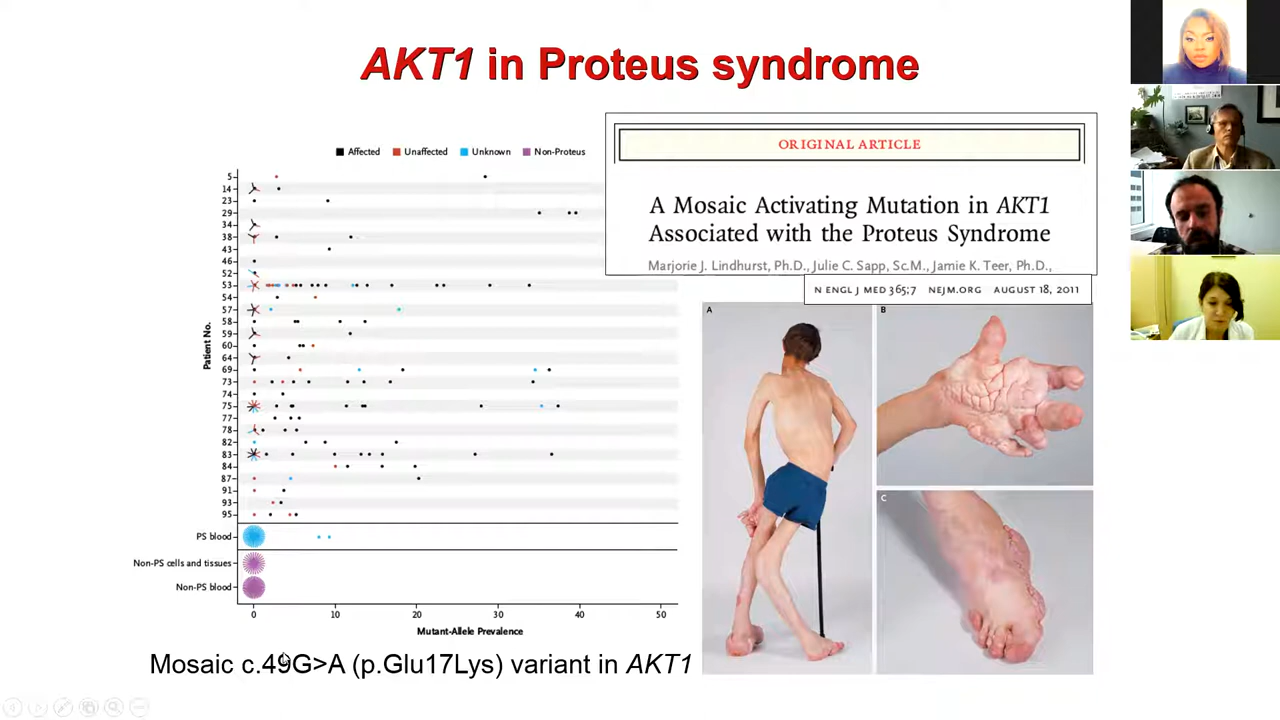 AKT1 in Proteus syndrome
Affected Unaffected Unknown Non-Proteus
Patient No.
5
14
23
29
34
38
43
46
52
53
54
57
58
59
60
64
69
73
74
75
77
78
82
83
84
87
91
93
95
PS blood
Non-PS cells and tissues
Non-PS blood
0 10 20 30 40 50
Mutant-Allele Prevalence
Mosaic c.49G>A (p.Glu17Lys) variant in AKT1
ORIGINAL ARTICLE
A Mosaic Activating Mutation in AKT1
Associated with the Proteus Syndrome
Marjorie J. Lindhurst, Ph.D., Julie C. Sapp, Sc.M., Jamie K. Teer, Ph.D.,
N ENGL J MED 365;7 NEJM.ORG AUGUST 18, 2011
A
B
C